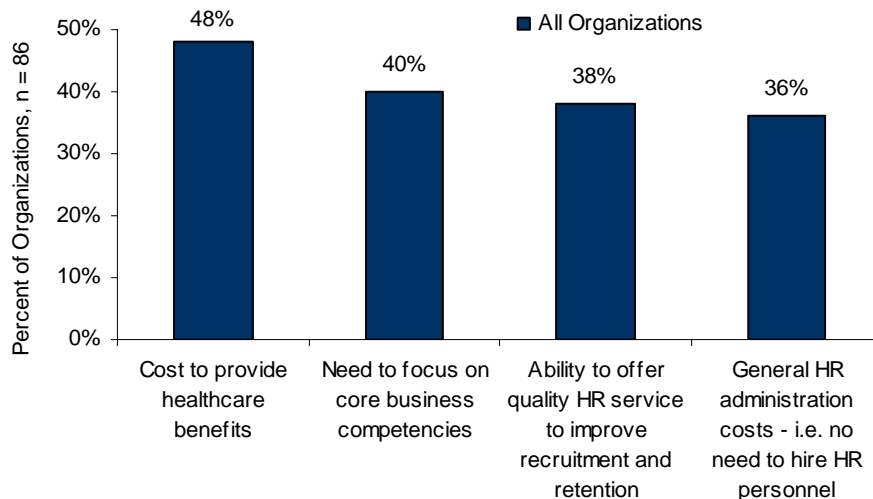 48%
All Organizations
50%
40%
38%
36%
40%
30%
20%
10%
0%
Percent of Organizations, n = 86
Cost to provide
healthcare
benefits
Need to focus on
core business
competencies
Ability to offer
quality HR service
to improve
recruitment and
retention
General HR
administration
costs - i.e. no
need to hire HR
personnel